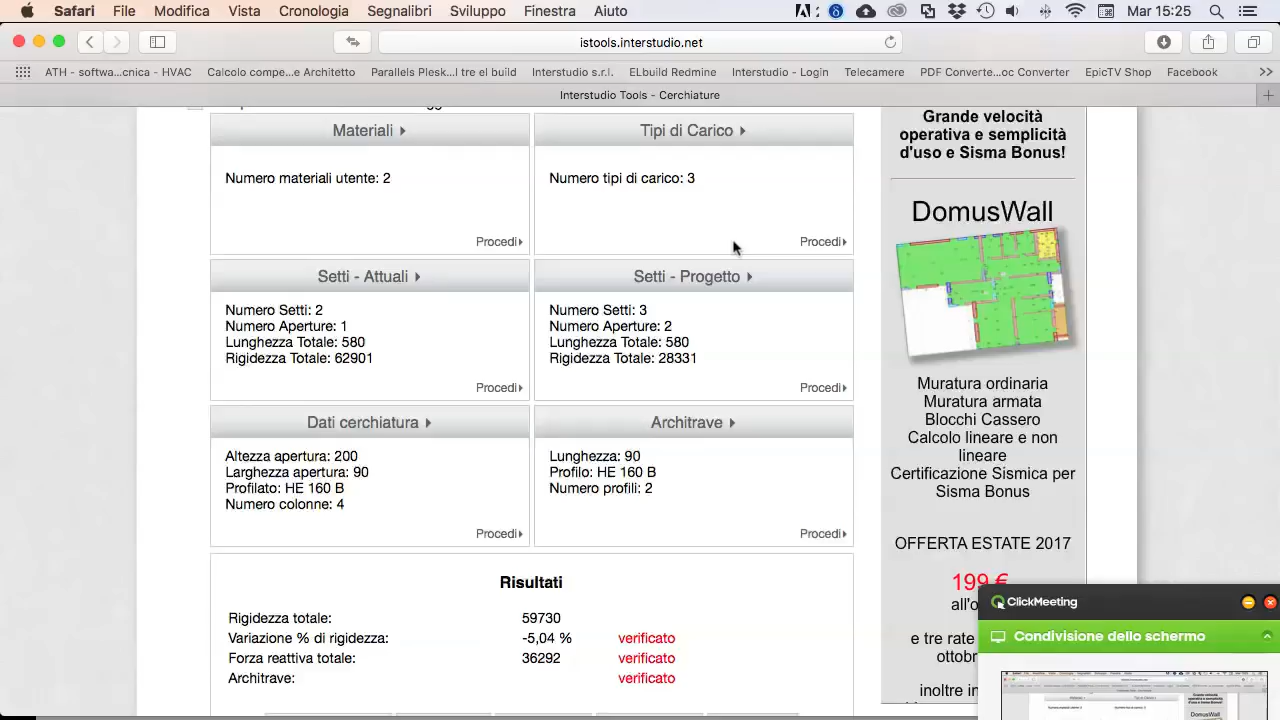 Safari File Modifica Vista Cronologia Segnalibri Sviluppo Finestra Aiuto Mar 15:25
istools.interstudio.net
ATH - softwa...cnica - HVAC Calcolo compe...e Architetto Parallels Plesk...l tre el build Interstudio s.r.l. ELbuild Redmine Interstudio - Login Telecamere PDF Converte...oc Converter EpicTV Shop Facebook >>
Interstudio Tools - Cerchiature
Materiali
Numero materiali utente: 2
Procedi
Tipi di Carico
Numero tipi di carico: 3
Procedi
Setti - Attuali
Numero Setti: 2
Numero Aperture: 1
Lunghezza Totale: 580
Rigidezza Totale: 62901
Procedi
Setti - Progetto
Numero Setti: 3
Numero Aperture: 2
Lunghezza Totale: 580
Rigidezza Totale: 28331
Procedi
Dati cerchiatura
Altezza apertura: 200
Larghezza apertura: 90
Profilato: HE 160 B
Numero colonne: 4
Procedi
Architrave
Lunghezza: 90
Profilo: HE 160 B
Numero profili: 2
Procedi
Risultati
Rigidezza totale: 59730
Variazione % di rigidezza: -5,04 % verificato
Forza reattiva totale: 36292 verificato
Architrave: verificato
Grande velocità
operativa e semplicità
d'uso e Sisma Bonus!
DomusWall
Muratura ordinaria
Muratura armata
Blocchi Cassero
Calcolo lineare e non
lineare
Certificazione Sismica per
Sisma Bonus
OFFERTA ESTATE 2017
199 €
all'o
e tre rate
ottob
inoltre in
ClickMeeting
Condivisione dello schermo